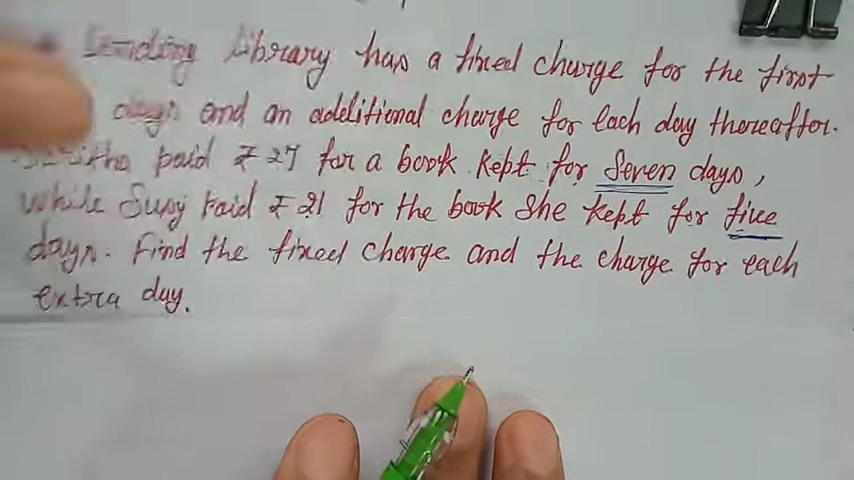 Lending library has a fixed charge for the first
days and an additional charge for each day thereafter.
paid ₹ 27 for a book kept for Seven days,
while Susy Paid ₹ 21 for the book She kept for five
days. Find the fixed charge and the charge for each
extra day.